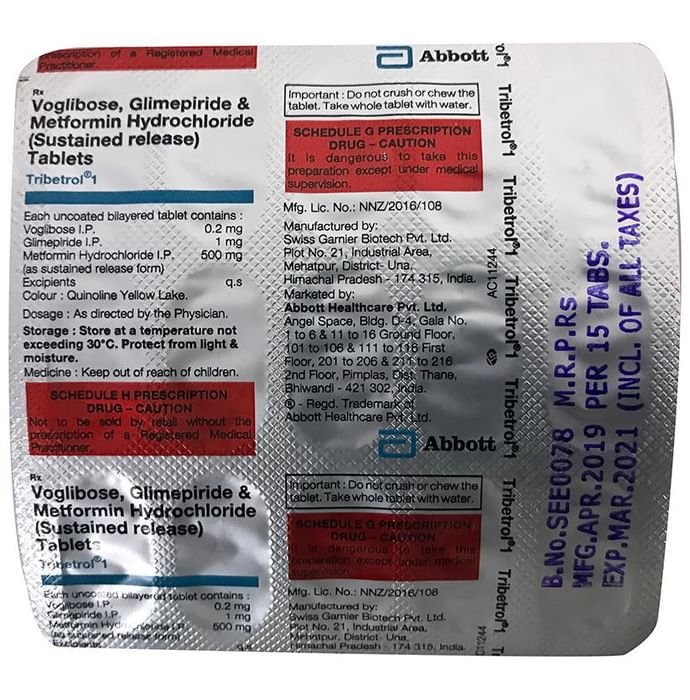 prescription of a Registered Medical
Practitioner.
Rx
Voglibose, Glimepiride &
Metformin Hydrochloride
(Sustained release)
Tablets
Tribetrol®1
Each uncoated bilayered tablet contains :
Voglibose I.P. 0.2 mg
Glimepiride I.P. 1 mg
Metformin Hydrochloride I.P. 500 mg
(as sustained release form)
Excipients q.s
Colour : Quinoline Yellow Lake.
Dosage : As directed by the Physician.
Storage : Store at a temperature not
exceeding 30°C. Protect from light &
moisture.
Medicine : Keep out of reach of children.
SCHEDULE H PRESCRIPTION
DRUG – CAUTION
Not to be sold by retail without the
prescription of a Registered Medical
Practitioner.
Rx
Voglibose, Glimepiride &
Metformin Hydrochloride
(Sustained release)
Tablets
Tribetrol®1
Each uncoated bilayered tablet contains :
Voglibose I.P. 0.2 mg
Glimepiride I.P. 1 mg
Metformin Hydrochloride I.P. 500 mg
(as sustained release form)
Excipients q.s
Abbott
Important : Do not crush or chew the
tablet. Take whole tablet with water.
SCHEDULE G PRESCRIPTION
DRUG – CAUTION
It is dangerous to take this
preparation except under medical
supervision.
Mfg. Lic. No.: NNZ/2016/108
Manufactured by:
Swiss Garnier Biotech Pvt. Ltd.
Plot No. 21, Industrial Area,
Mehatpur, District- Una,
Himachal Pradesh - 174 315, India.
Marketed by:
Abbott Healthcare Pvt. Ltd.
Angel Space, Bldg. D-4, Gala No.
1 to 6 & 11 to 16 Ground Floor,
101 to 106 & 111 to 116 First
Floor, 201 to 206 & 211 to 216
2nd Floor, Pimplas, Dist. Thane,
Bhiwandi - 421 302, India.
® - Regd. Trademark of
Abbott Healthcare Pvt. Ltd.
Abbott
Important : Do not crush or chew the
tablet. Take whole tablet with water.
SCHEDULE G PRESCRIPTION
DRUG – CAUTION
It is dangerous to take this
preparation except under medical
supervision.
Mfg. Lic. No.: NNZ/2016/108
Manufactured by:
Swiss Garnier Biotech Pvt. Ltd.
Plot No. 21, Industrial Area,
Mehatpur, District- Una,
Himachal Pradesh - 174 315, India.
AC11244
C11244
ol®1 Tribetrol®1 Tribetrol®1 Tribetrol®1 Tribetrol®1 Tribetrol®1 Tribetrol®1
B.No.SEE0078 M.R.P.Rs
MFG.APR.2019 PER 15 TABS.
EXP.MAR.2021 (INCL. OF ALL TAXES)